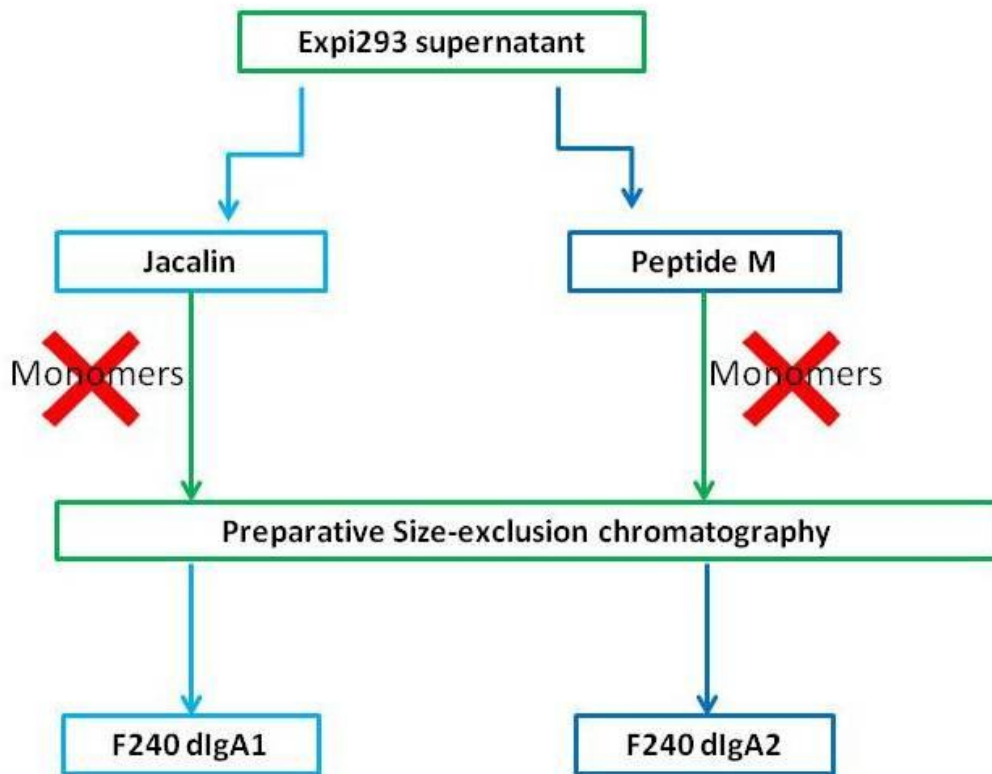 Expi293 supernatant
Jacalin
Peptide M
Monomers
Monomers
Preparative Size-exclusion chromatography
F240 dIgA1
F240 dIgA2